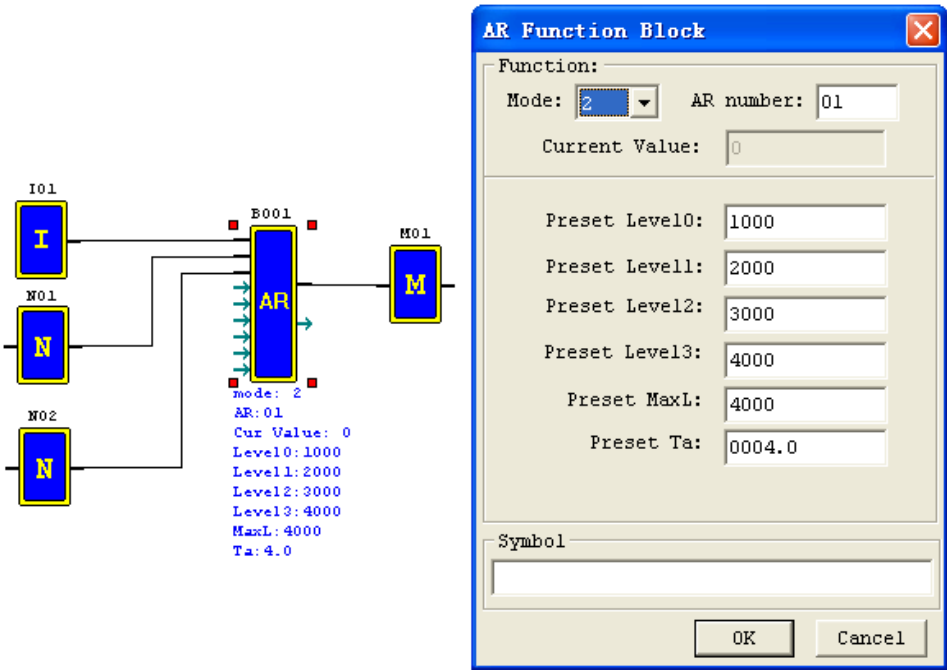 I01
I
N01
N
N02
N
B001
AR
M01
M
mode: 2
AR:01
Cur Value: 0
Level0:1000
Level1:2000
Level2:3000
Level3:4000
MaxL:4000
Ta:4.0
AR Function Block
Function:
Mode: 2 AR number: 01
Current Value: 0
Preset Level0: 1000
Preset Level1: 2000
Preset Level2: 3000
Preset Level3: 4000
Preset MaxL: 4000
Preset Ta: 0004.0
Symbol
OK Cancel